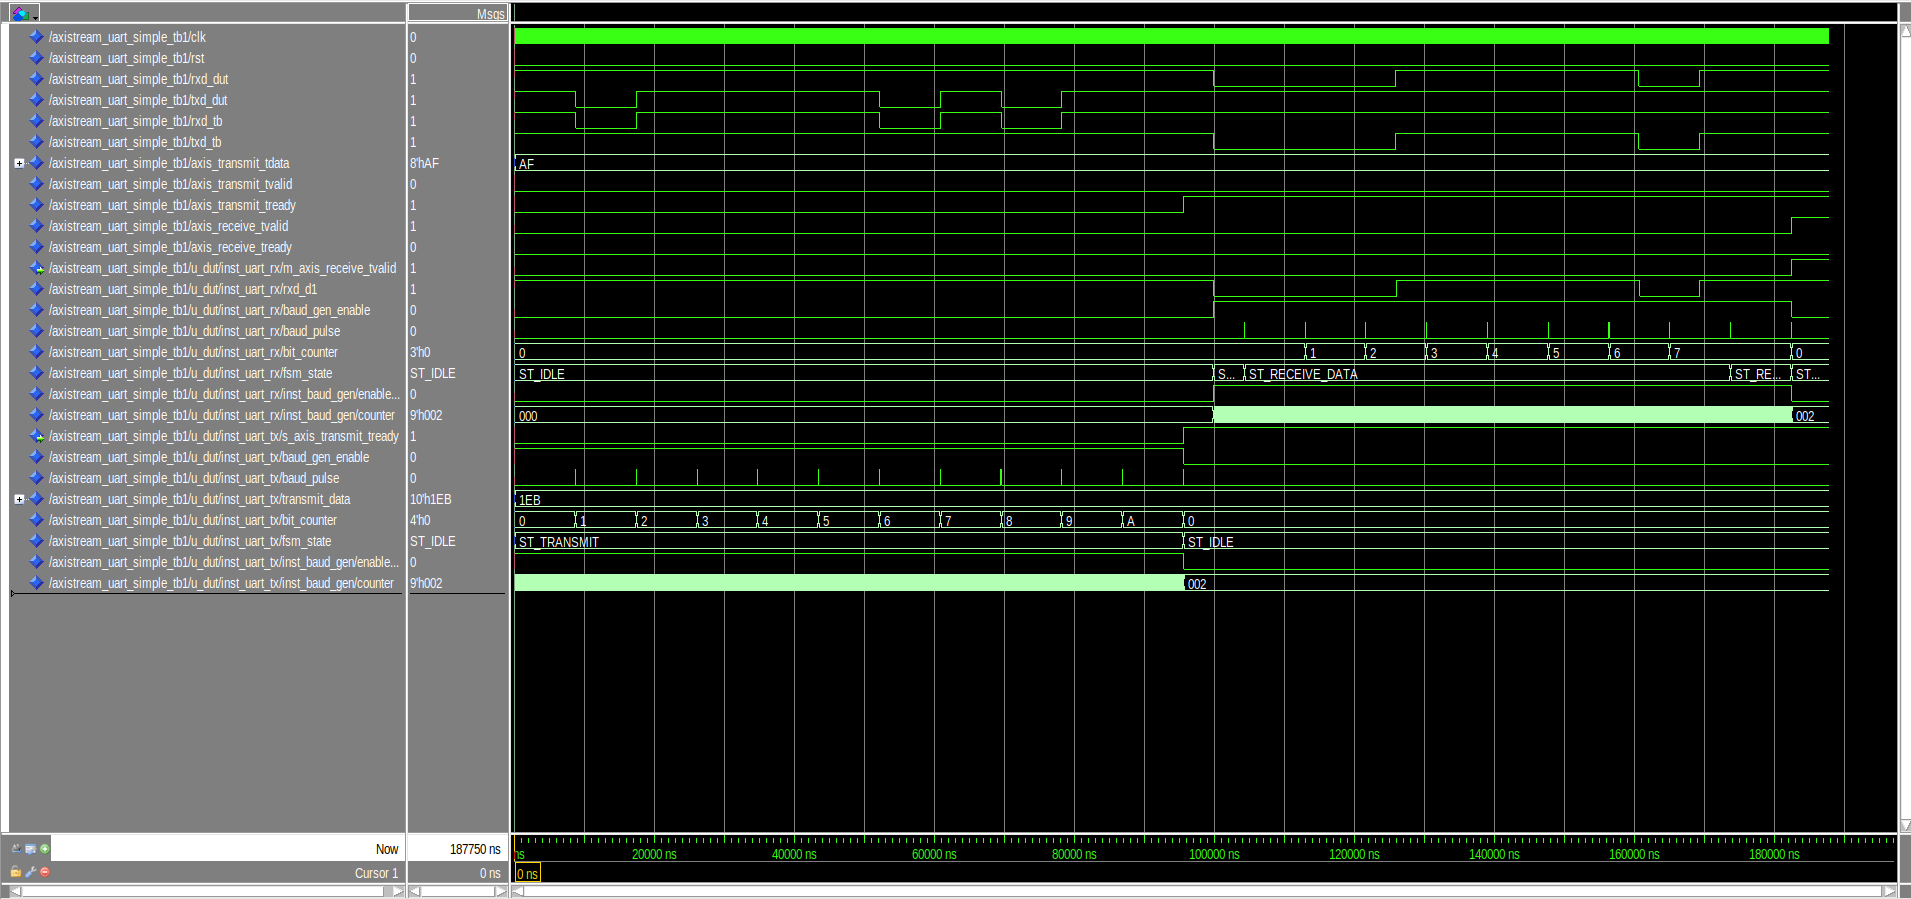 Msgs
/axistream_uart_simple_tb1/clk 0
/axistream_uart_simple_tb1/rst 0
/axistream_uart_simple_tb1/rxd_dut 1
/axistream_uart_simple_tb1/txd_dut 1
/axistream_uart_simple_tb1/rxd_tb 1
/axistream_uart_simple_tb1/txd_tb 1
/axistream_uart_simple_tb1/axis_transmit_tdata 8'hAF AF
/axistream_uart_simple_tb1/axis_transmit_tvalid 0
/axistream_uart_simple_tb1/axis_transmit_tready 1
/axistream_uart_simple_tb1/axis_receive_tvalid 1
/axistream_uart_simple_tb1/axis_receive_tready 0
/axistream_uart_simple_tb1/u_dut/inst_uart_rx/m_axis_receive_tvalid 1
/axistream_uart_simple_tb1/u_dut/inst_uart_rx/rxd_d1 1
/axistream_uart_simple_tb1/u_dut/inst_uart_rx/baud_gen_enable 0
/axistream_uart_simple_tb1/u_dut/inst_uart_rx/baud_pulse 0
/axistream_uart_simple_tb1/u_dut/inst_uart_rx/bit_counter 3'h0 0 1 2 3 4 5 6 7 0
/axistream_uart_simple_tb1/u_dut/inst_uart_rx/fsm_state ST_IDLE ST_IDLE S... ST_RECEIVE_DATA ST_RE... ST...
/axistream_uart_simple_tb1/u_dut/inst_uart_rx/inst_baud_gen/enable... 0
/axistream_uart_simple_tb1/u_dut/inst_uart_rx/inst_baud_gen/counter 9'h002 000 002
/axistream_uart_simple_tb1/u_dut/inst_uart_tx/s_axis_transmit_tready 1
/axistream_uart_simple_tb1/u_dut/inst_uart_tx/baud_gen_enable 0
/axistream_uart_simple_tb1/u_dut/inst_uart_tx/baud_pulse 0
/axistream_uart_simple_tb1/u_dut/inst_uart_tx/transmit_data 10'h1EB 1EB
/axistream_uart_simple_tb1/u_dut/inst_uart_tx/bit_counter 4'h0 0 1 2 3 4 5 6 7 8 9 A 0
/axistream_uart_simple_tb1/u_dut/inst_uart_tx/fsm_state ST_IDLE ST_TRANSMIT ST_IDLE
/axistream_uart_simple_tb1/u_dut/inst_uart_tx/inst_baud_gen/enable... 0
/axistream_uart_simple_tb1/u_dut/inst_uart_tx/inst_baud_gen/counter 9'h002 002
Now 187750 ns ns 20000 ns 40000 ns 60000 ns 80000 ns 100000 ns 120000 ns 140000 ns 160000 ns 180000 ns
Cursor 1 0 ns 0 ns